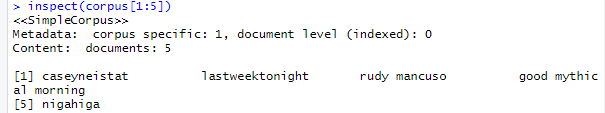 > inspect(corpus[1:5])
<<SimpleCorpus>>
Metadata:  corpus specific: 1, document level (indexed): 0
Content:  documents: 5

[1] caseyneistat         lastweektonight      rudy mancuso         good mythic
al morning
[5] nigahiga